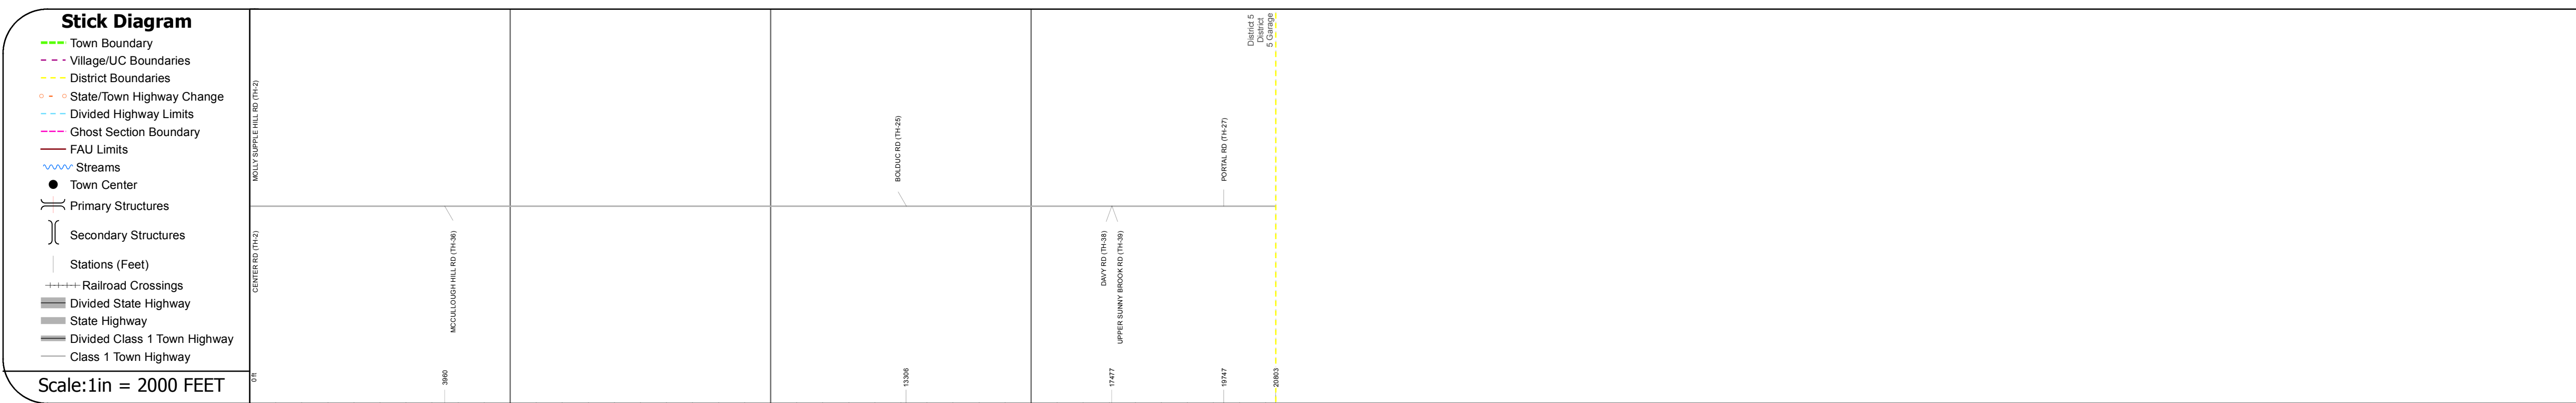 Stick Diagram
Town Boundary
Village/UC Boundaries
District Boundaries
State/Town Highway Change
Divided Highway Limits
Ghost Section Boundary
FAU Limits
Streams
Town Center
Primary Structures
Secondary Structures
Stations (Feet)
Railroad Crossings
Divided State Highway
State Highway
Divided Class 1 Town Highway
Class 1 Town Highway
Scale:1in = 2000 FEET
MOLLY SUPPLE HILL RD (TH-2)
CENTER RD (TH-2)
0 ft
MCCULLOUGH HILL RD (TH-36)
3960
BOLDUC RD (TH-25)
13306
DAVY RD (TH-38)
UPPER SUNNY BROOK RD (TH-39)
17477
PORTAL RD (TH-27)
19747
District 5
District
5 Garage
20803